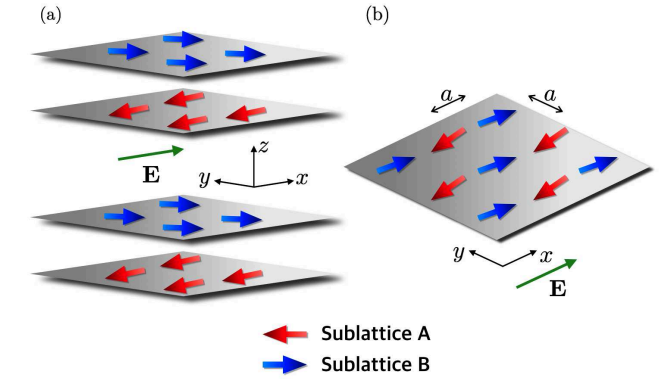 (a)
(b)
a a
E
z
y x
y x
E
Sublattice A
Sublattice B